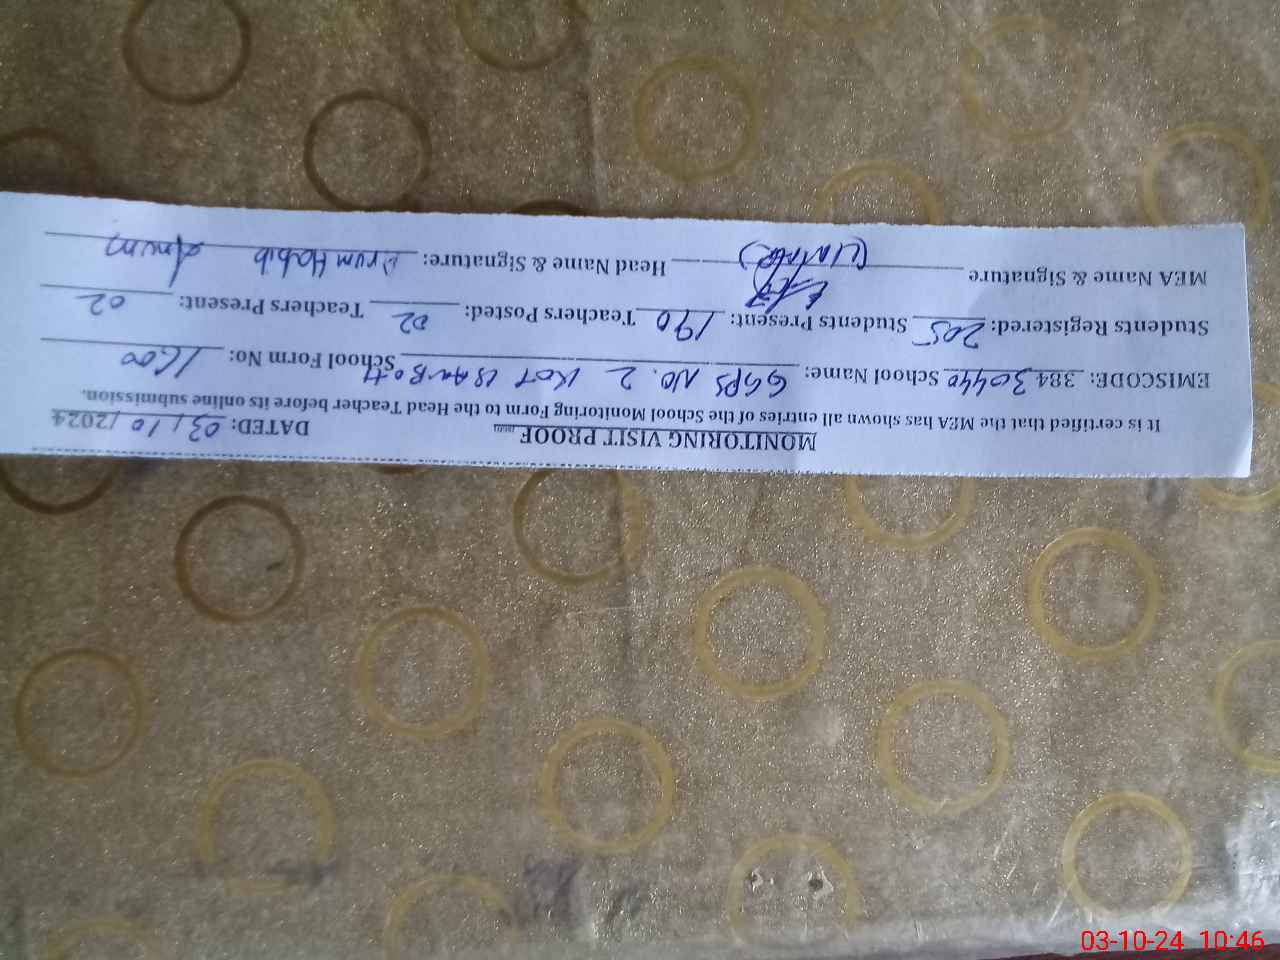 MONITORING VISIT PROOF
DATED: 03/10/2024
It is certified that the MEA has shown all entries of the School Monitoring Form to the Head Teacher before its online submission.
EMISCODE: 384 30440 School Name: GGPS NO. 2 KOT School Form No: 1600
Students Registered: 205 Students Present: 190 Teachers Posted: 02 Teachers Present: 02
MEA Name & Signature Head Name & Signature: Arum Habib
03-10-24 10:46